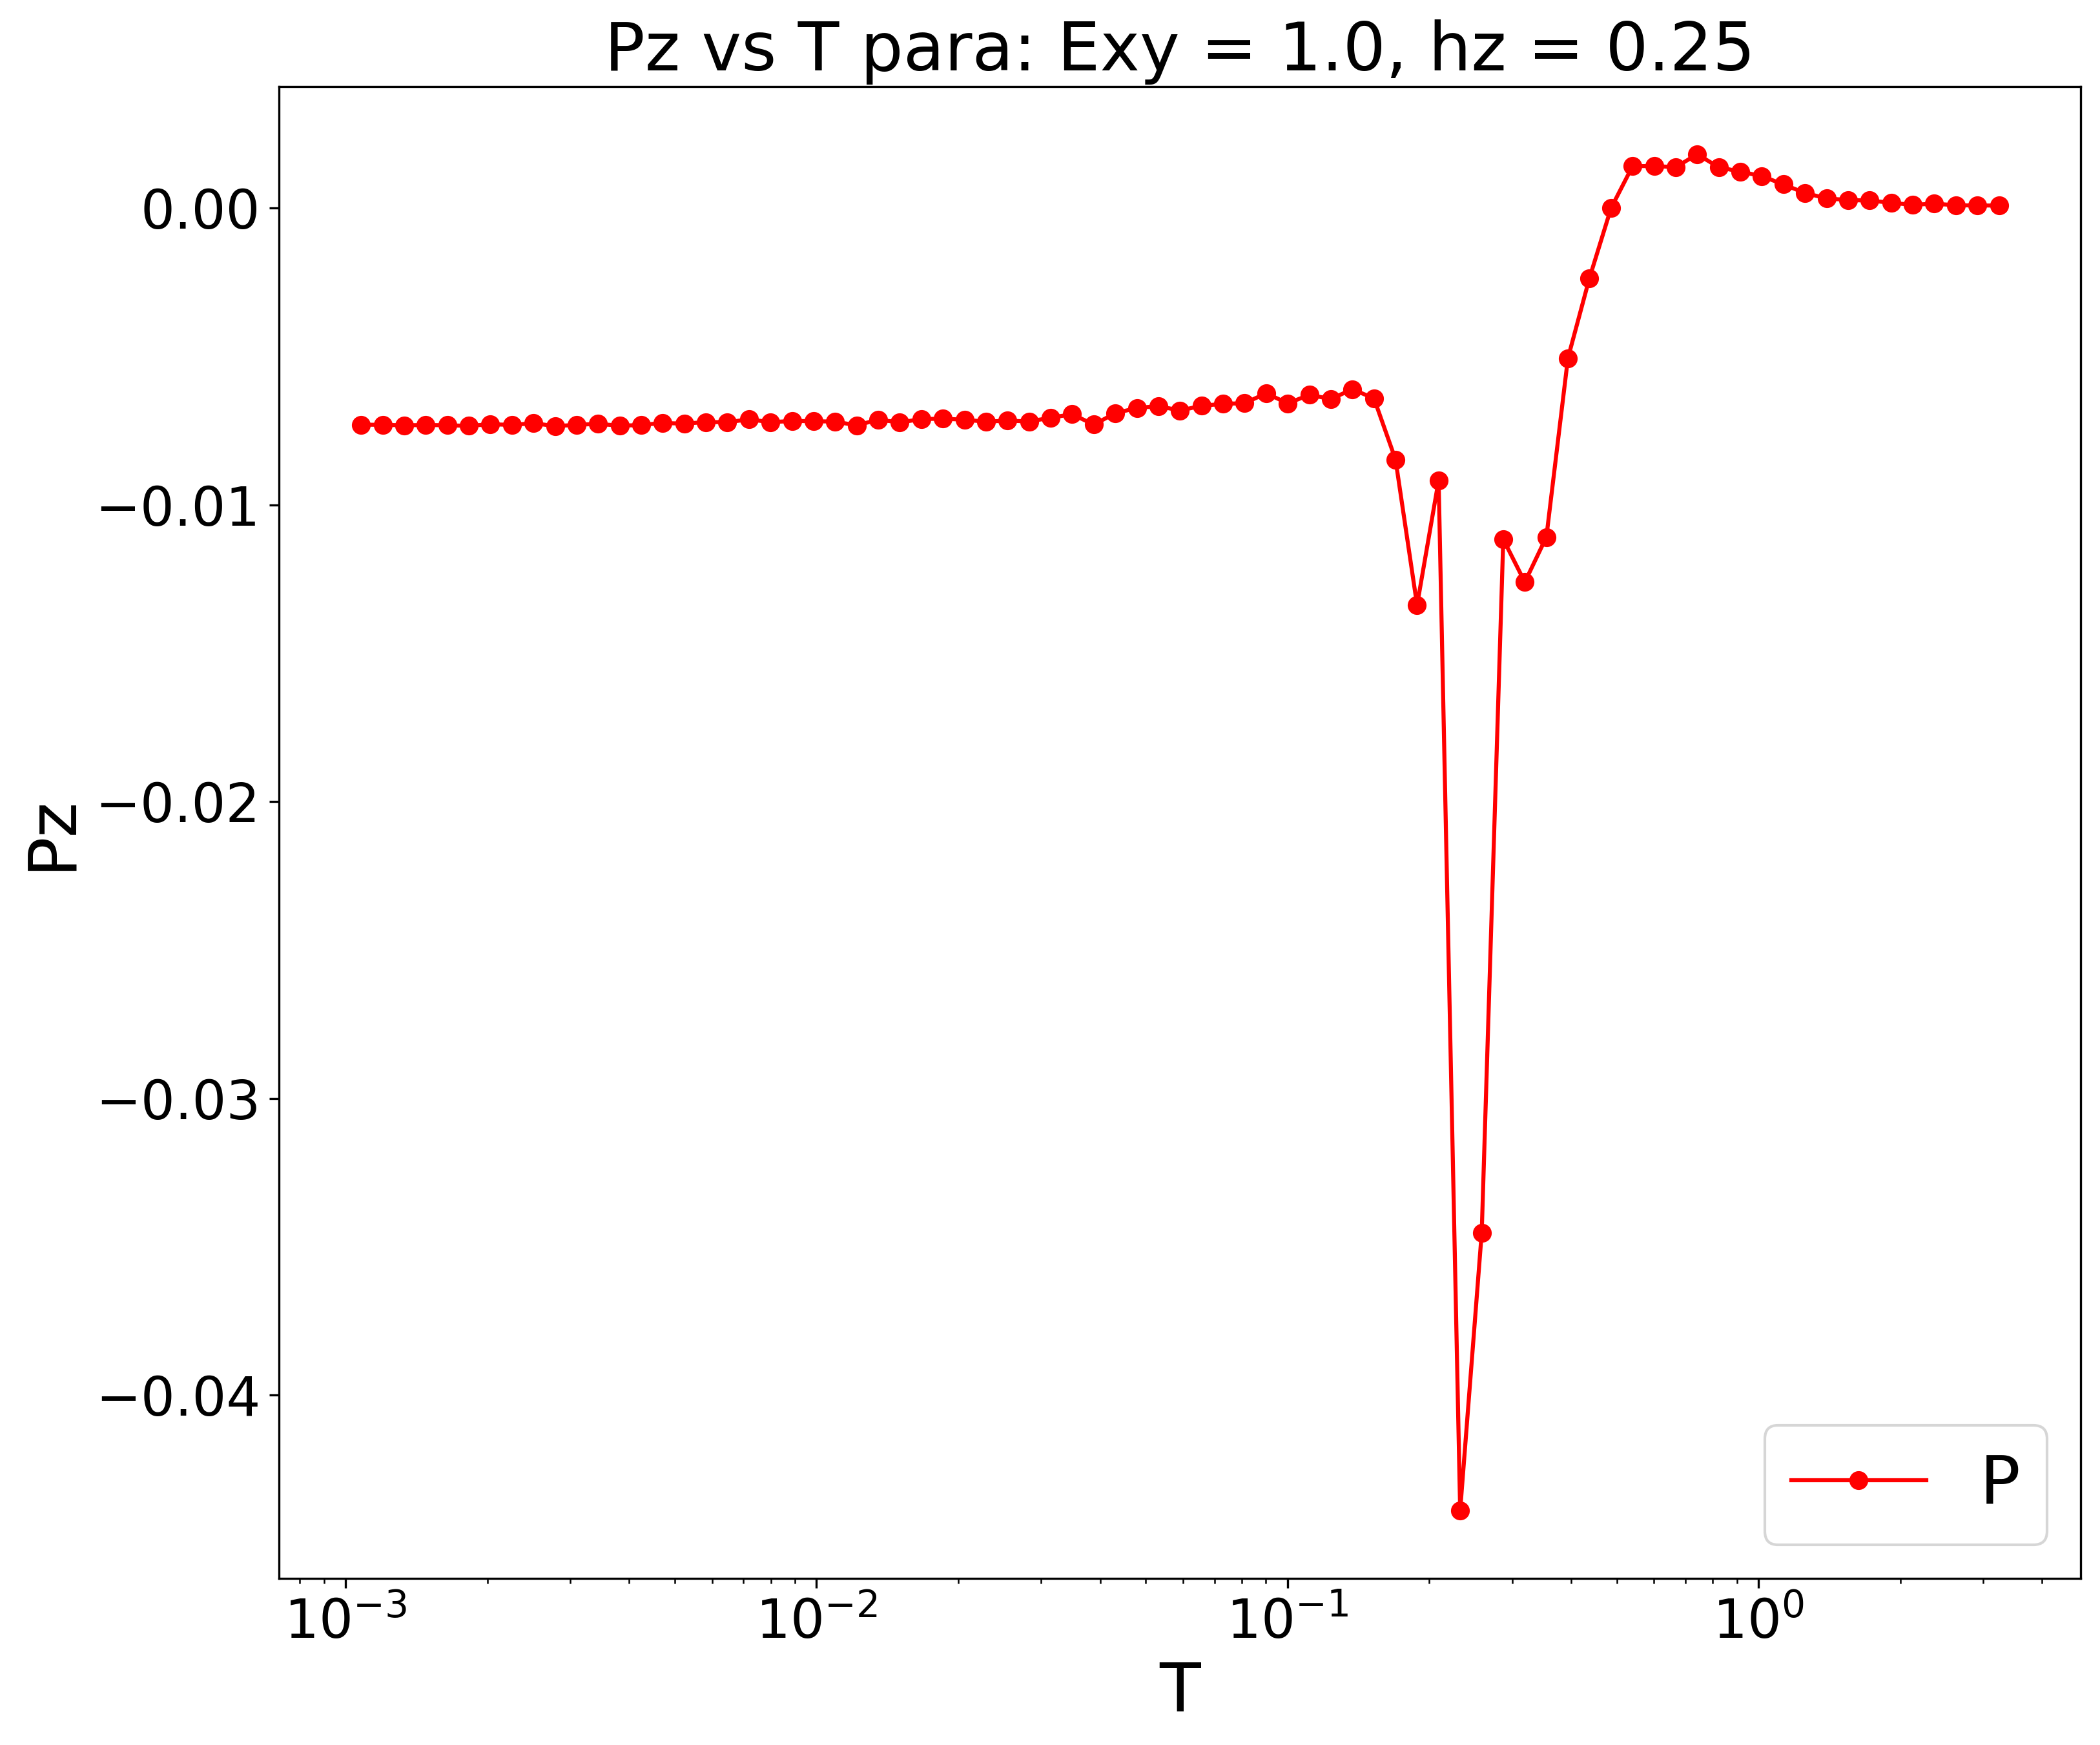 Pz vs T para: Exy = 1.0, hz = 0.25
Pz
0.00
−0.01
−0.02
−0.03
−0.04
P
10⁻³ 10⁻² 10⁻¹ 10⁰
T